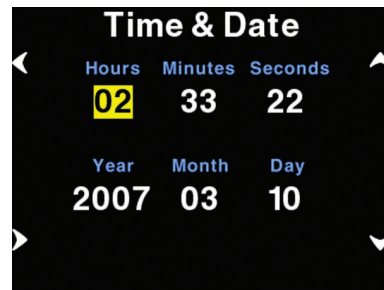 Time & Date
Hours Minutes Seconds
02 33 22
Year Month Day
2007 03 10